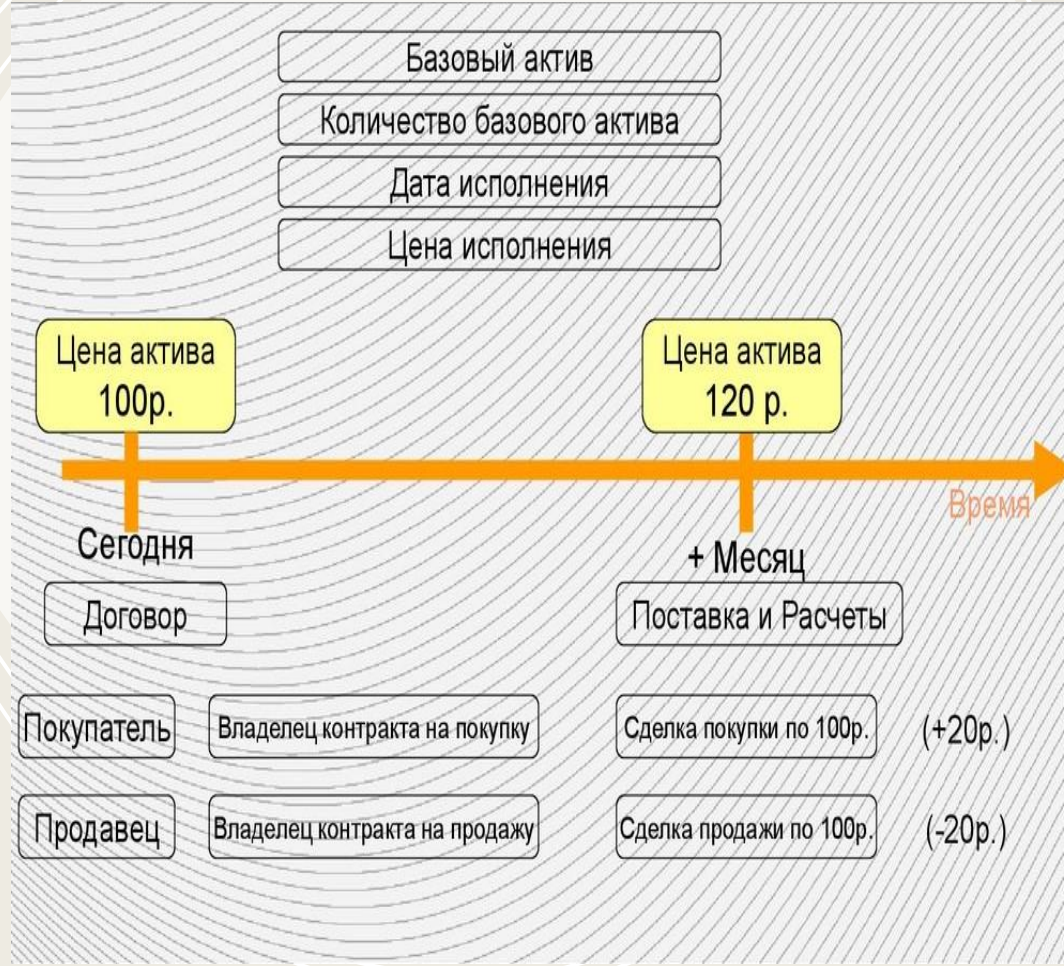 Базовый актив
Количество базового актива
Дата исполнения
Цена исполнения
Цена актива
100р.
Цена актива
120 р.
Время
Сегодня
+ Месяц
Договор
Поставка и Расчеты
Покупатель
Владелец контракта на покупку
Сделка покупки по 100р.
(+20р.)
Продавец
Владелец контракта на продажу
Сделка продажи по 100р.
(-20р.)